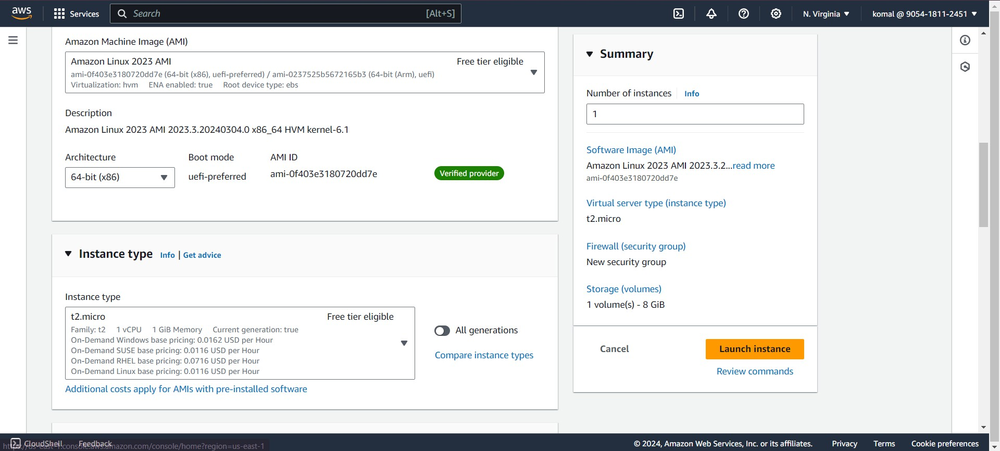 aws
Services
Search
[Alt+S]
N. Virginia
komal @ 9054-1811-2451
Amazon Machine Image (AMI)
Amazon Linux 2023 AMI
Free tier eligible
ami-0f403e3180720dd7e (64-bit (x86), uefi-preferred) / ami-0237525b5672165b3 (64-bit (Arm), uefi)
Virtualization: hvm ENA enabled: true Root device type: ebs
Description
Amazon Linux 2023 AMI 2023.3.20240304.0 x86_64 HVM kernel-6.1
Architecture
Boot mode
AMI ID
64-bit (x86)
uefi-preferred
ami-0f403e3180720dd7e
Verified provider
Instance type Info | Get advice
Instance type
t2.micro
Free tier eligible
Family: t2 1 vCPU 1 GiB Memory Current generation: true
On-Demand Windows base pricing: 0.0162 USD per Hour
On-Demand SUSE base pricing: 0.0116 USD per Hour
On-Demand RHEL base pricing: 0.0716 USD per Hour
On-Demand Linux base pricing: 0.0116 USD per Hour
All generations
Compare instance types
Additional costs apply for AMIs with pre-installed software
Summary
Number of instances Info
1
Software Image (AMI)
Amazon Linux 2023 AMI 2023.3.2...read more
ami-0f403e3180720dd7e
Virtual server type (instance type)
t2.micro
Firewall (security group)
New security group
Storage (volumes)
1 volume(s) - 8 GiB
Cancel
Launch instance
Review commands
CloudShell
Feedback
https://us-east-1.console.aws.amazon.com/console/home?region=us-east-1
© 2024, Amazon Web Services, Inc. or its affiliates.
Privacy
Terms
Cookie preferences